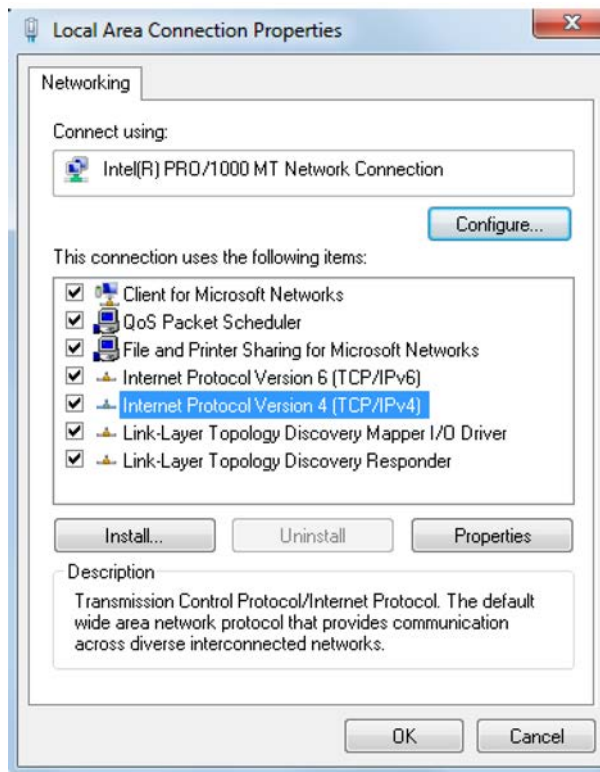 Local Area Connection Properties
Networking
Connect using:
Intel(R) PRO/1000 MT Network Connection
Configure...
This connection uses the following items:
Client for Microsoft Networks
QoS Packet Scheduler
File and Printer Sharing for Microsoft Networks
Internet Protocol Version 6 (TCP/IPv6)
Internet Protocol Version 4 (TCP/IPv4)
Link-Layer Topology Discovery Mapper I/O Driver
Link-Layer Topology Discovery Responder
Install... Uninstall Properties
Description
Transmission Control Protocol/Internet Protocol. The default
wide area network protocol that provides communication
across diverse interconnected networks.
OK Cancel